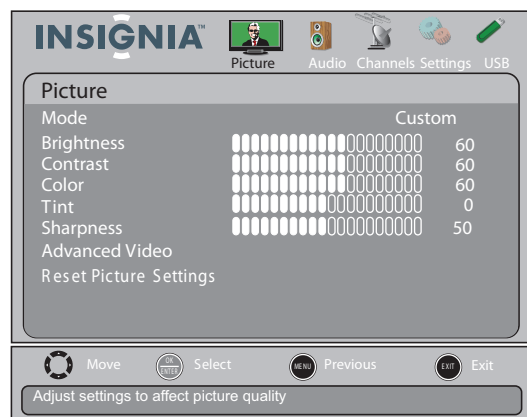 INSIGNIA™
Picture Audio Channels Settings USB
Picture
Mode Custom
Brightness 60
Contrast 60
Color 60
Tint 0
Sharpness 50
Advanced Video
Reset Picture Settings
Move OK ENTER Select MENU Previous EXIT Exit
Adjust settings to affect picture quality